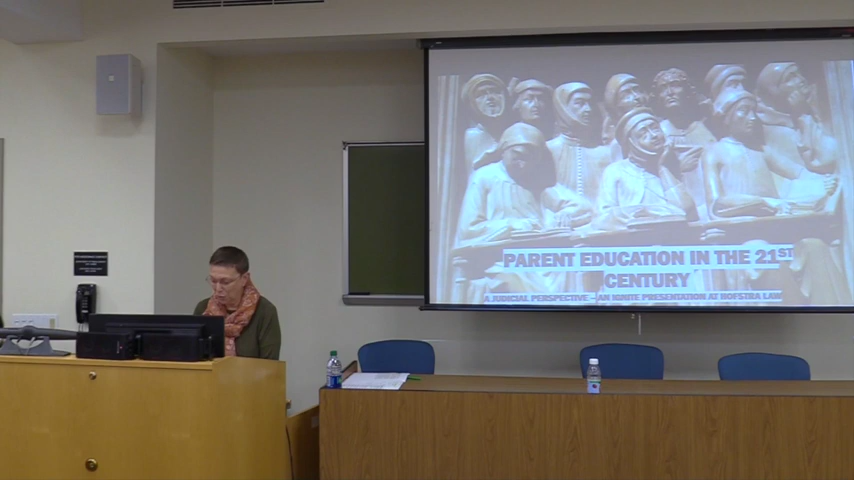 PARENT EDUCATION IN THE 21ST
CENTURY
A JUDICIAL PERSPECTIVE – AN IGNITE PRESENTATION AT HOFSTRA LAW